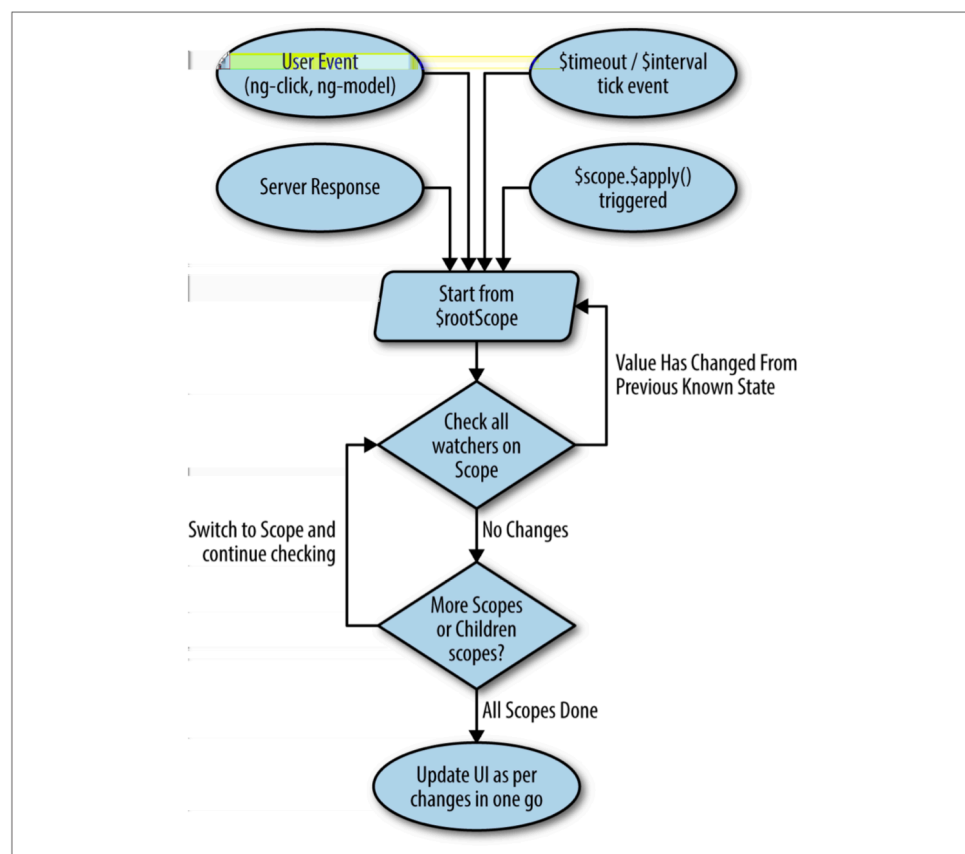 User Event
(ng-click, ng-model)
$timeout / $interval
tick event
Server Response
$scope.$apply()
triggered
Start from
$rootScope
Value Has Changed From
Previous Known State
Check all
watchers on
Scope
Switch to Scope and
continue checking
No Changes
More Scopes
or Children
scopes?
All Scopes Done
Update UI as per
changes in one go